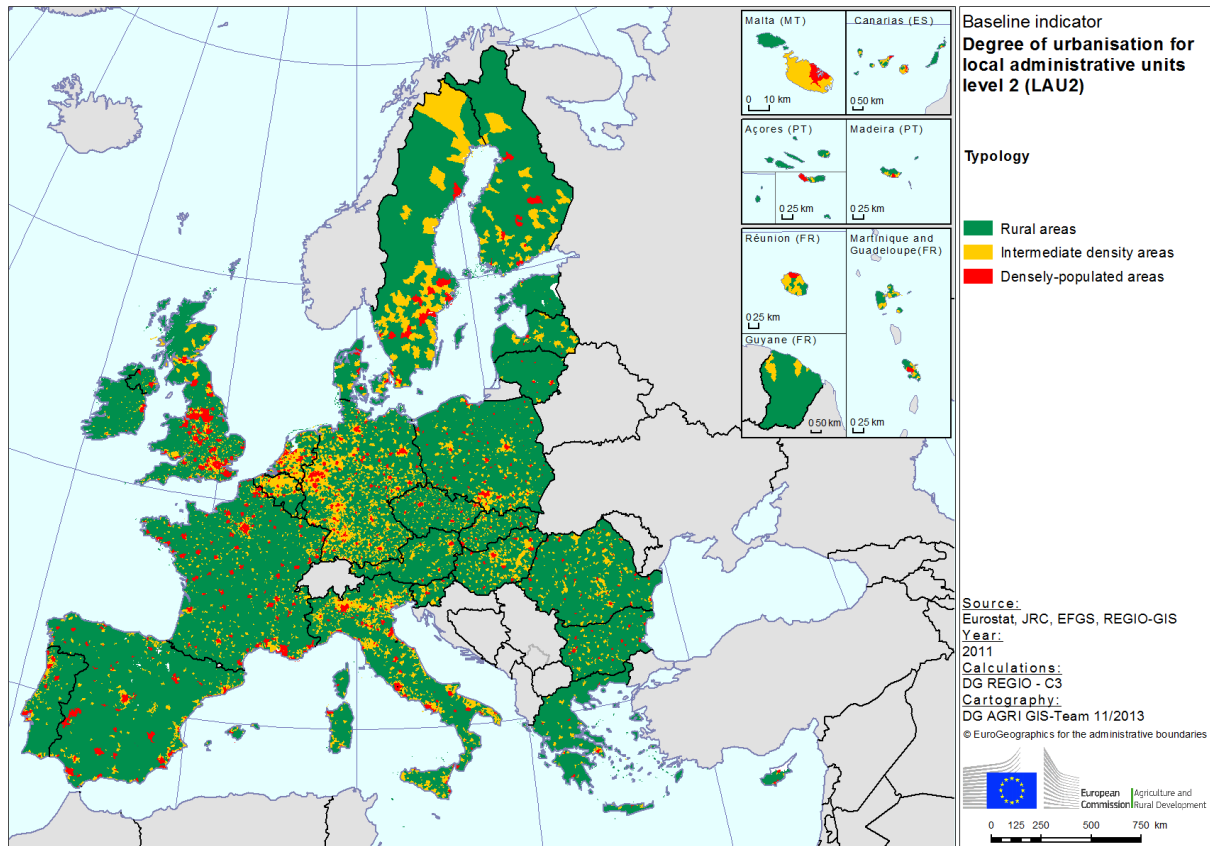 Malta (MT)
0 10 km
Canarias (ES)
0 50 km
Açores (PT)
0 25 km
Madeira (PT)
0 25 km
Réunion (FR)
0 25 km
Martinique and
Guadeloupe(FR)
0 25 km
Guyane (FR)
0 50 km
Baseline indicator
Degree of urbanisation for
local administrative units
level 2 (LAU2)
Typology
Rural areas
Intermediate density areas
Densely-populated areas
Source:
Eurostat, JRC, EFGS, REGIO-GIS
Year:
2011
Calculations:
DG REGIO - C3
Cartography:
DG AGRI GIS-Team 11/2013
© EuroGeographics for the administrative boundaries
European
Commission
Agriculture and
Rural Development
0 125 250 500 750 km